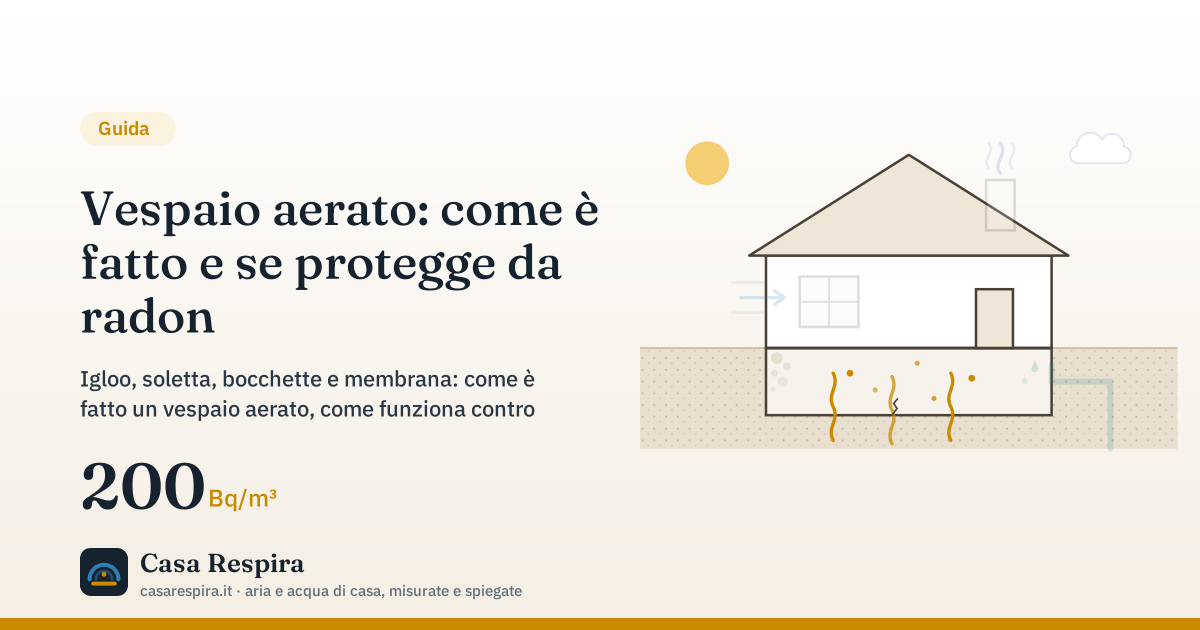 Guida
Vespaio aerato: come è
fatto e se protegge da
radon
Igloo, soletta, bocchette e membrana: come è
fatto un vespaio aerato, come funziona contro
200 Bq/m³
Casa Respira
casarespira.it · aria e acqua di casa, misurate e spiegate